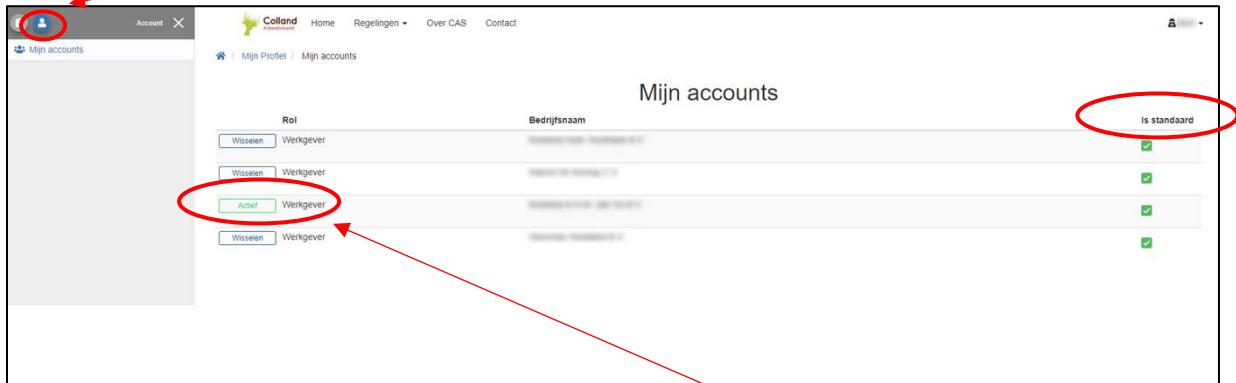 Account
Colland
Arbeidsmarkt
Home Regelingen Over CAS Contact
Mijn accounts
/ Mijn Profiel / Mijn accounts
Mijn accounts
Rol Bedrijfsnaam Is standaard
Wisselen Werkgever
Wisselen Werkgever
Actief Werkgever
Wisselen Werkgever